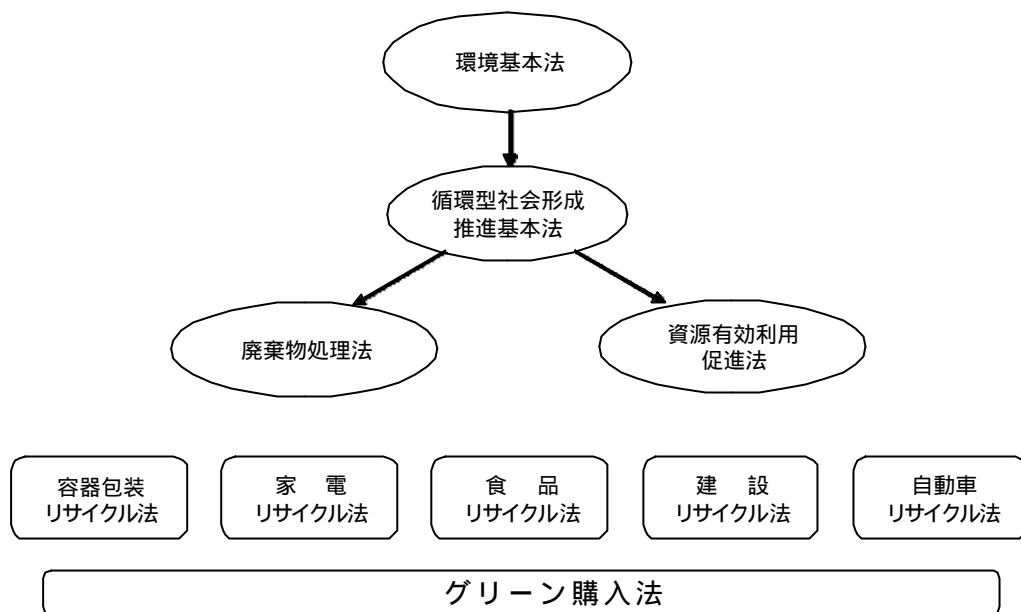 環境基本法
循環型社会形成
推進基本法
廃棄物処理法
資源有効利用
促進法
容器包装
リサイクル法
家　電
リサイクル法
食　品
リサイクル法
建　設
リサイクル法
自動車
リサイクル法
グリーン購入法